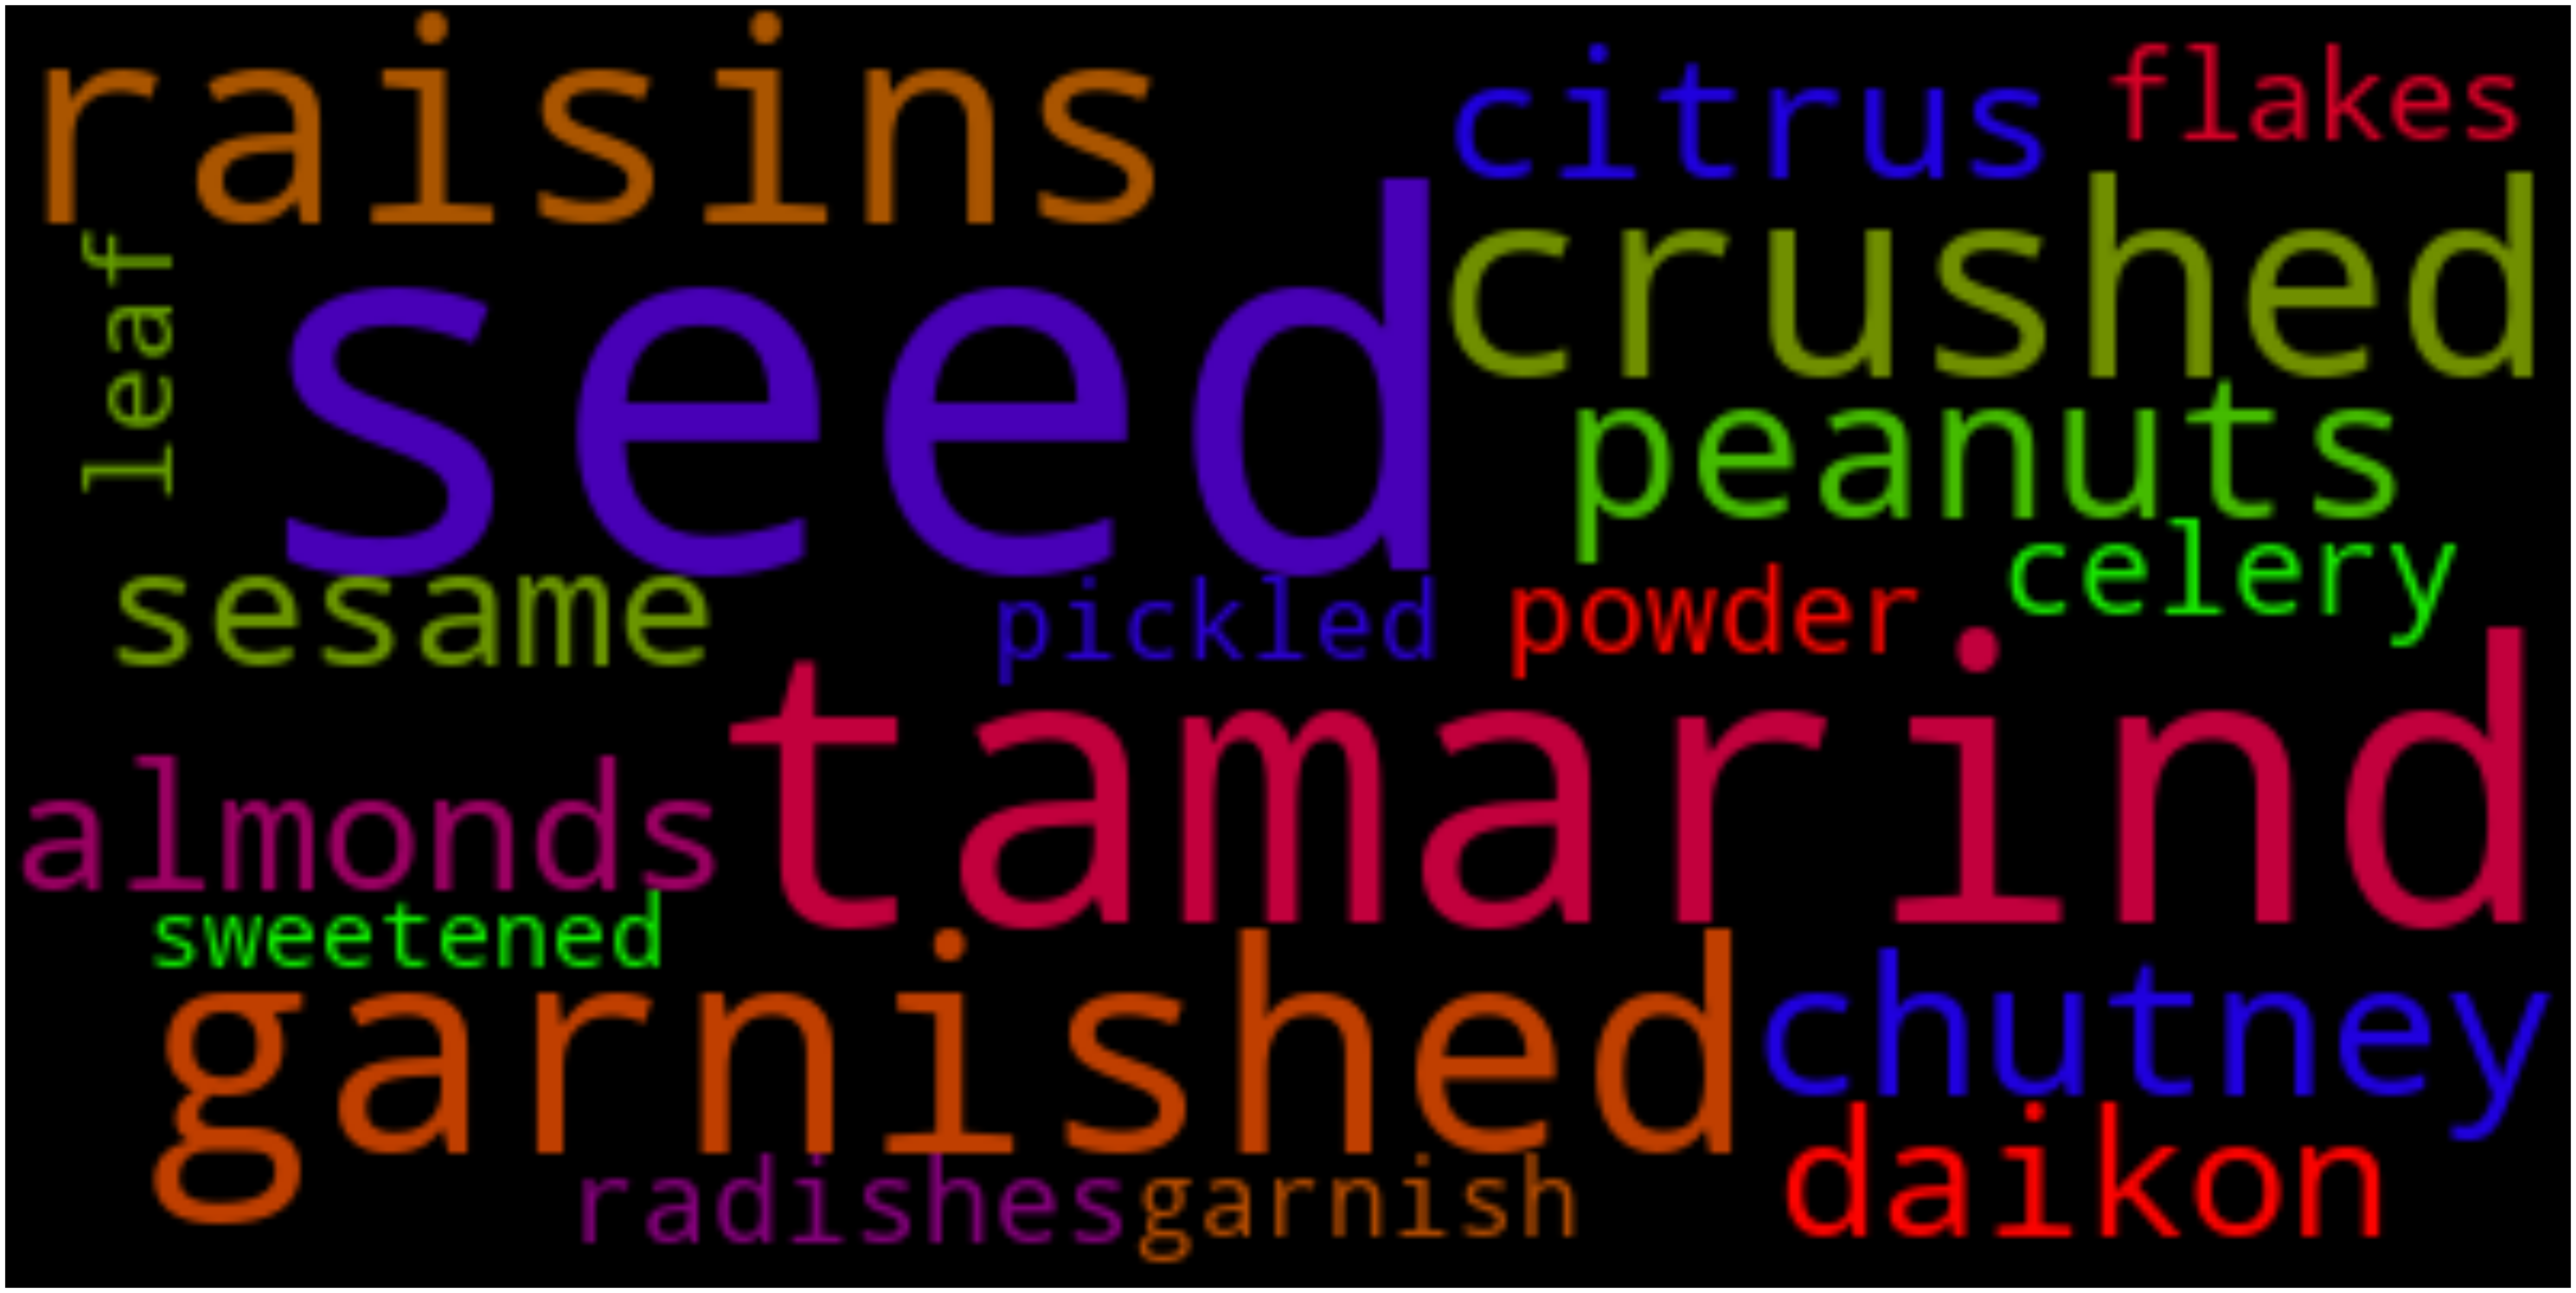 raisins
citrus
flakes
leaf
seed
crushed
peanuts
celery
sesame
pickled
powder
tamarind
almonds
sweetened
garnished
chutney
daikon
radishes
garnish